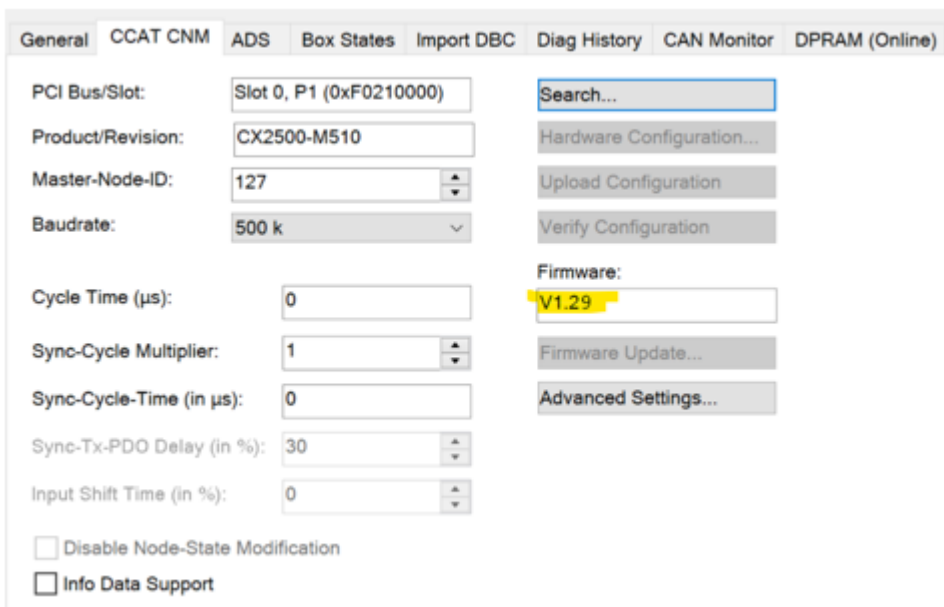 General CCAT CNM ADS Box States Import DBC Diag History CAN Monitor DPRAM (Online)
PCI Bus/Slot: Slot 0, P1 (0xF0210000) Search...
Product/Revision: CX2500-M510 Hardware Configuration...
Master-Node-ID: 127 Upload Configuration
Baudrate: 500 k Verify Configuration
Firmware:
Cycle Time (µs): 0 V1.29
Sync-Cycle Multiplier: 1 Firmware Update...
Sync-Cycle-Time (in µs): 0 Advanced Settings...
Sync-Tx-PDO Delay (in %): 30
Input Shift Time (in %): 0
Disable Node-State Modification
Info Data Support